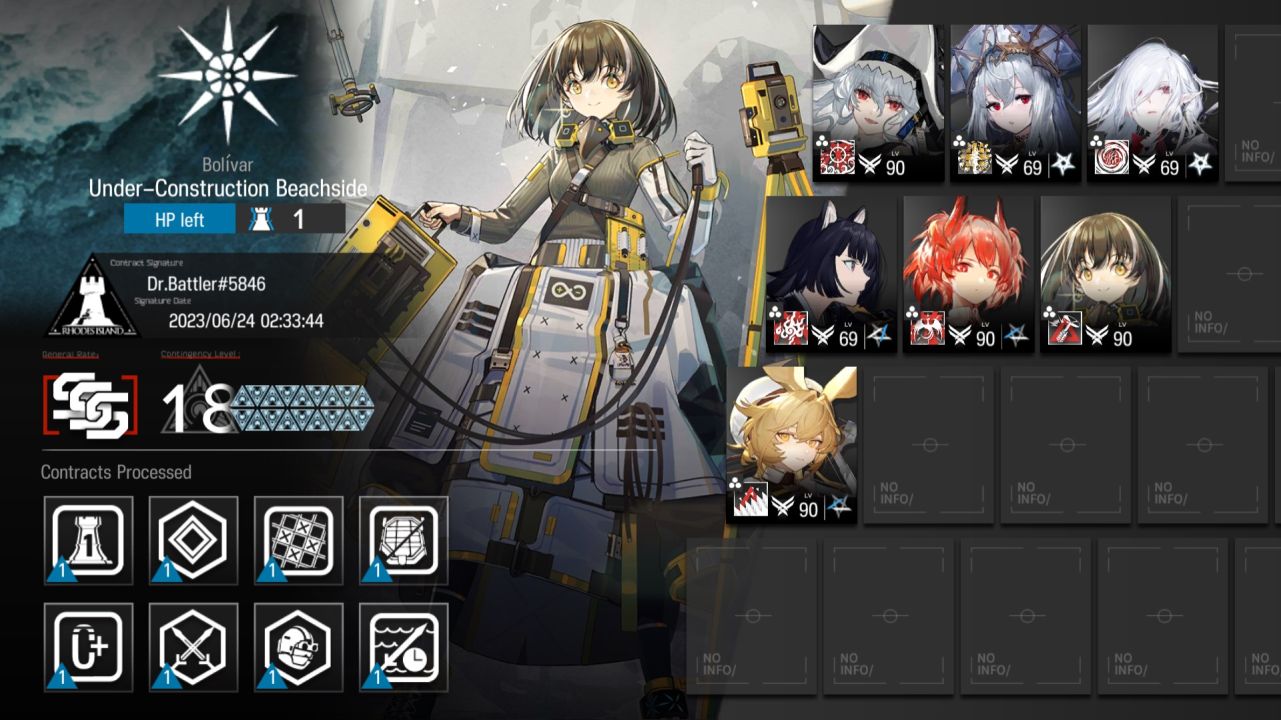 Bolívar
Under-Construction Beachside
HP left 1
Contract Signature
Dr.Battler#5846
Signature Date
2023/06/24 02:33:44
RHODES ISLAND
General Rate:
Contingency Level:
18
Contracts Processed
1
1 1 1 1
1 1 1 1
LV 90
LV 69
LV 69
NO
INFO/
LV 69
LV 90
LV 90
NO
INFO/
LV 90
NO
INFO/
NO
INFO/
NO
INFO/
NO
INFO/
NO
INFO/
NO
INFO/
NO
INFO/
NO
INFO